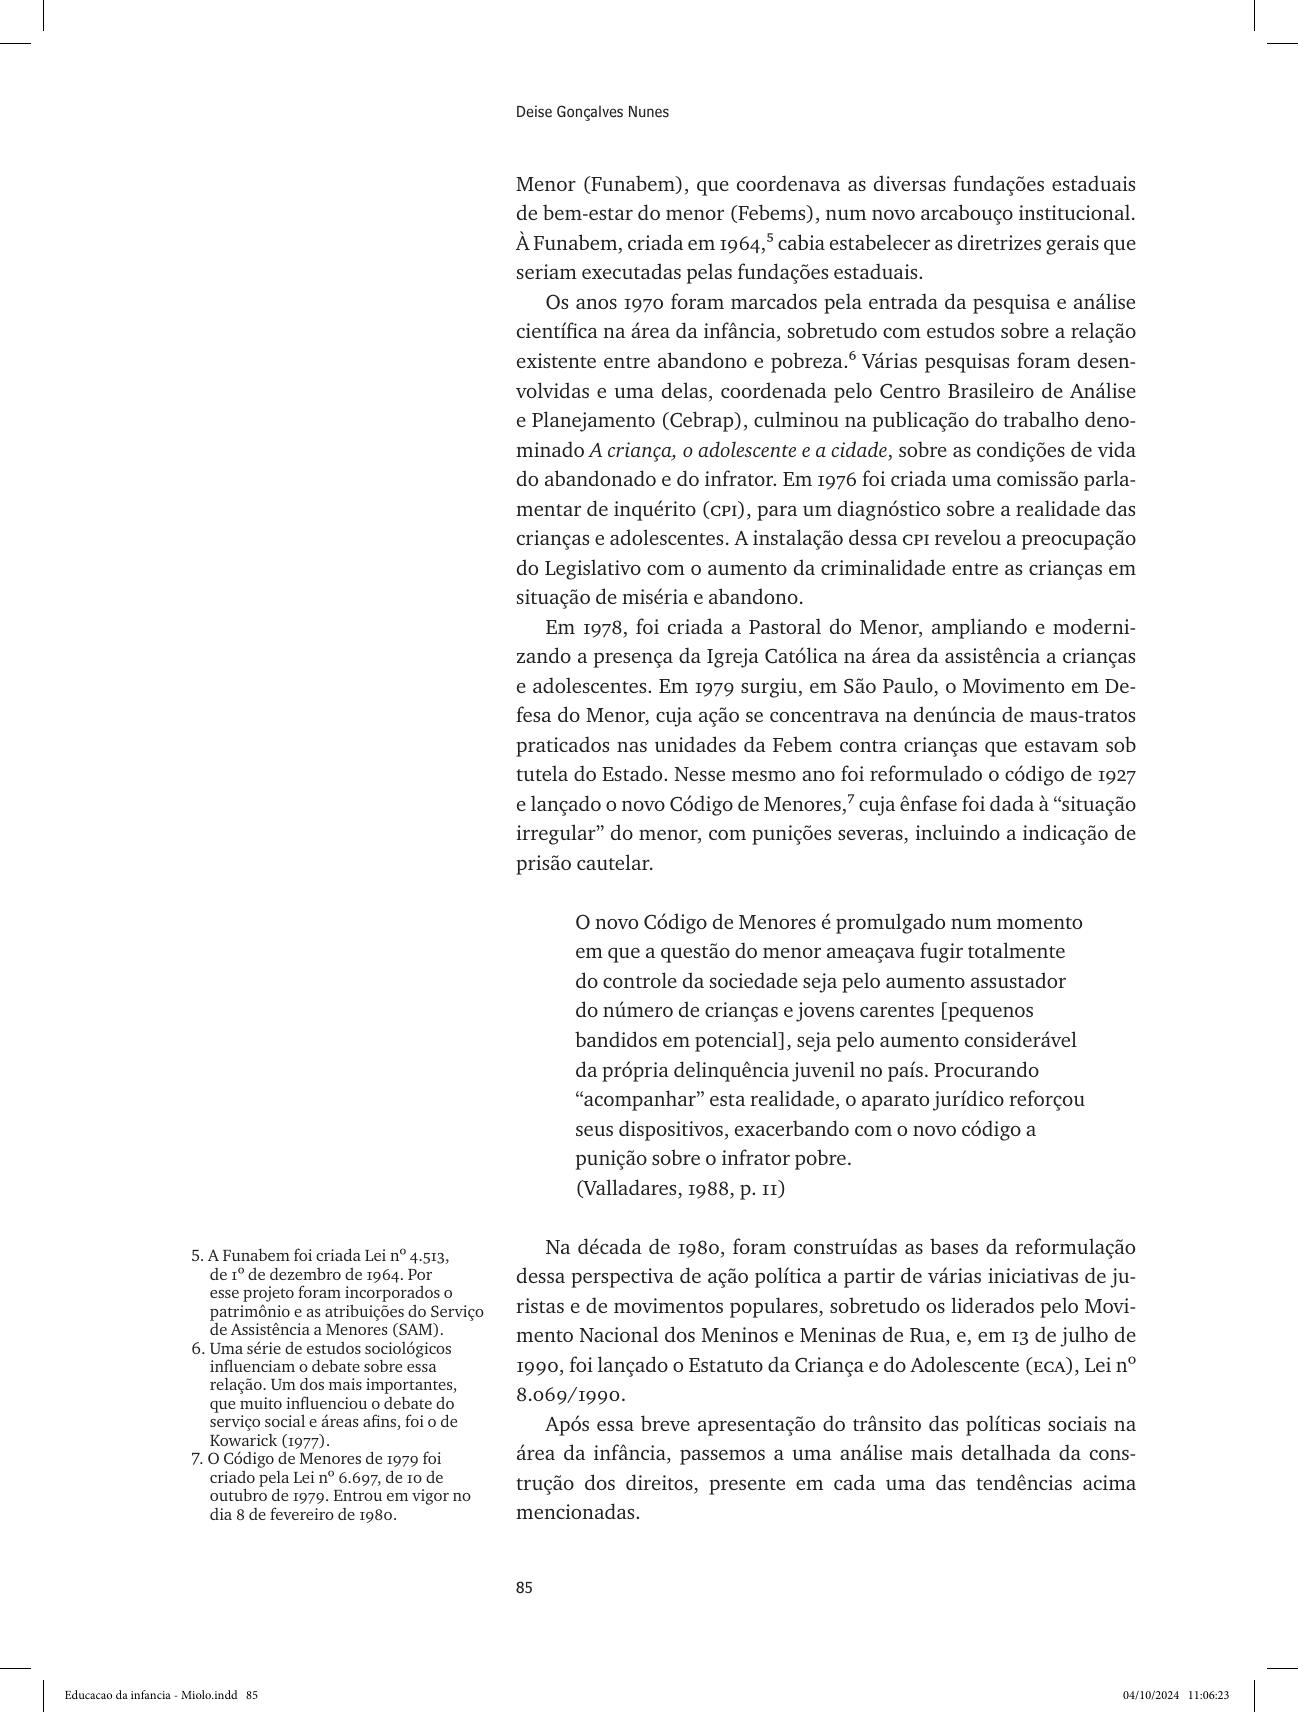 Deise Gonçalves Nunes
Menor (Funabem), que coordenava as diversas fundações estaduais
de bem-estar do menor (Febems), num novo arcabouço institucional.
À Funabem, criada em 1964,⁵ cabia estabelecer as diretrizes gerais que
seriam executadas pelas fundações estaduais.
Os anos 1970 foram marcados pela entrada da pesquisa e análise
científica na área da infância, sobretudo com estudos sobre a relação
existente entre abandono e pobreza.⁶ Várias pesquisas foram desen-
volvidas e uma delas, coordenada pelo Centro Brasileiro de Análise
e Planejamento (Cebrap), culminou na publicação do trabalho deno-
minado A criança, o adolescente e a cidade, sobre as condições de vida
do abandonado e do infrator. Em 1976 foi criada uma comissão parla-
mentar de inquérito (CPI), para um diagnóstico sobre a realidade das
crianças e adolescentes. A instalação dessa CPI revelou a preocupação
do Legislativo com o aumento da criminalidade entre as crianças em
situação de miséria e abandono.
Em 1978, foi criada a Pastoral do Menor, ampliando e moderni-
zando a presença da Igreja Católica na área da assistência a crianças
e adolescentes. Em 1979 surgiu, em São Paulo, o Movimento em De-
fesa do Menor, cuja ação se concentrava na denúncia de maus-tratos
praticados nas unidades da Febem contra crianças que estavam sob
tutela do Estado. Nesse mesmo ano foi reformulado o código de 1927
e lançado o novo Código de Menores,⁷ cuja ênfase foi dada à “situação
irregular” do menor, com punições severas, incluindo a indicação de
prisão cautelar.
O novo Código de Menores é promulgado num momento
em que a questão do menor ameaçava fugir totalmente
do controle da sociedade seja pelo aumento assustador
do número de crianças e jovens carentes [pequenos
bandidos em potencial], seja pelo aumento considerável
da própria delinquência juvenil no país. Procurando
“acompanhar” esta realidade, o aparato jurídico reforçou
seus dispositivos, exacerbando com o novo código a
punição sobre o infrator pobre.
(Valladares, 1988, p. 11)
Na década de 1980, foram construídas as bases da reformulação
dessa perspectiva de ação política a partir de várias iniciativas de ju-
ristas e de movimentos populares, sobretudo os liderados pelo Movi-
mento Nacional dos Meninos e Meninas de Rua, e, em 13 de julho de
1990, foi lançado o Estatuto da Criança e do Adolescente (ECA), Lei nº
8.069/1990.
Após essa breve apresentação do trânsito das políticas sociais na
área da infância, passemos a uma análise mais detalhada da cons-
trução dos direitos, presente em cada uma das tendências acima
mencionadas.
5. A Funabem foi criada Lei nº 4.513,
de 1º de dezembro de 1964. Por
esse projeto foram incorporados o
patrimônio e as atribuições do Serviço
de Assistência a Menores (SAM).
6. Uma série de estudos sociológicos
influenciam o debate sobre essa
relação. Um dos mais importantes,
que muito influenciou o debate do
serviço social e áreas afins, foi o de
Kowarick (1977).
7. O Código de Menores de 1979 foi
criado pela Lei nº 6.697, de 10 de
outubro de 1979. Entrou em vigor no
dia 8 de fevereiro de 1980.
85
Educacao da infancia - Miolo.indd 85
04/10/2024 11:06:23